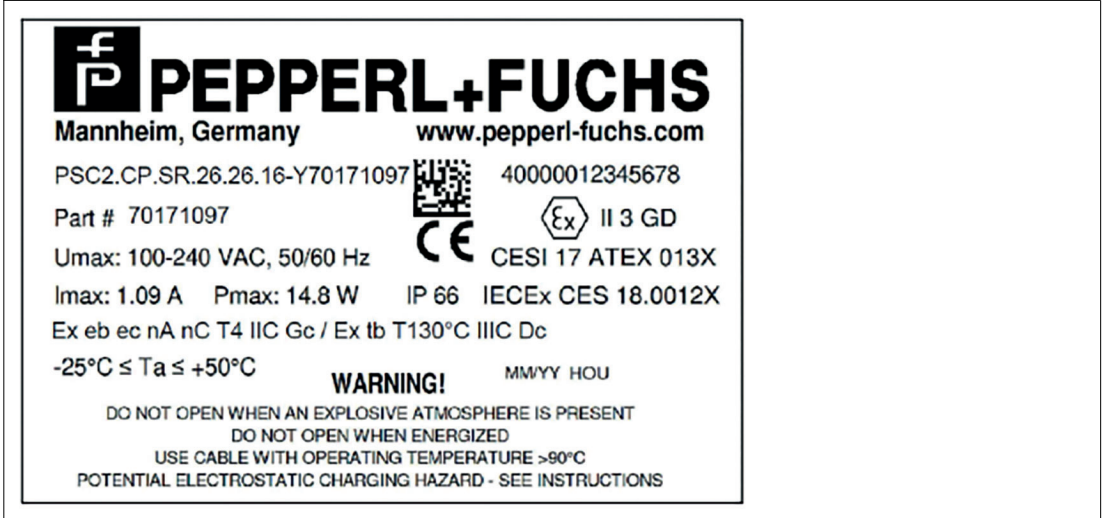 fP PEPPERL+FUCHS
Mannheim, Germany www.pepperl-fuchs.com
PSC2.CP.SR.26.26.16-Y70171097 40000012345678
Part # 70171097 Ex II 3 GD
Umax: 100-240 VAC, 50/60 Hz CE CESI 17 ATEX 013X
Imax: 1.09 A Pmax: 14.8 W IP 66 IECEx CES 18.0012X
Ex eb ec nA nC T4 IIC Gc / Ex tb T130°C IIIC Dc
-25°C ≤ Ta ≤ +50°C MM/YY HOU
WARNING!
DO NOT OPEN WHEN AN EXPLOSIVE ATMOSPHERE IS PRESENT
DO NOT OPEN WHEN ENERGIZED
USE CABLE WITH OPERATING TEMPERATURE >90°C
POTENTIAL ELECTROSTATIC CHARGING HAZARD - SEE INSTRUCTIONS